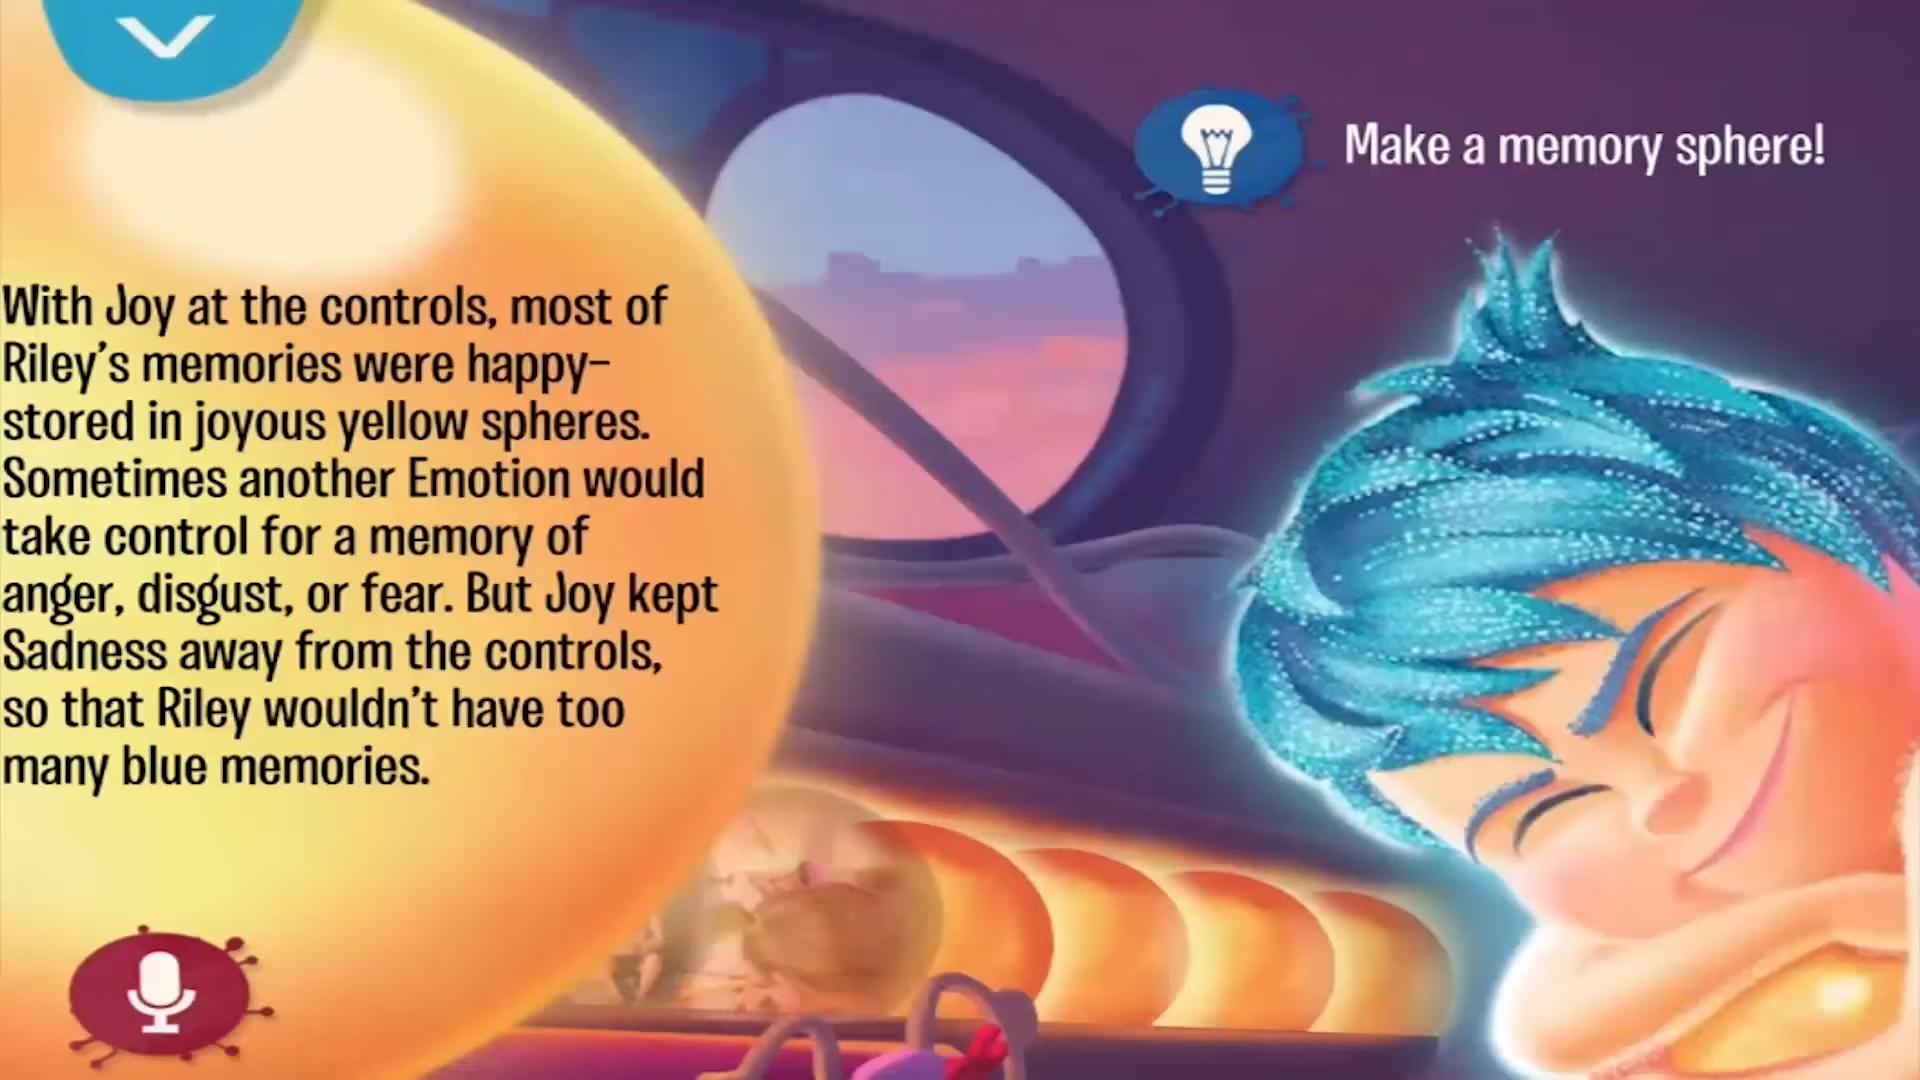 Make a memory sphere!
With Joy at the controls, most of
Riley's memories were happy–
stored in joyous yellow spheres.
Sometimes another Emotion would
take control for a memory of
anger, disgust, or fear. But Joy kept
Sadness away from the controls,
so that Riley wouldn't have too
many blue memories.